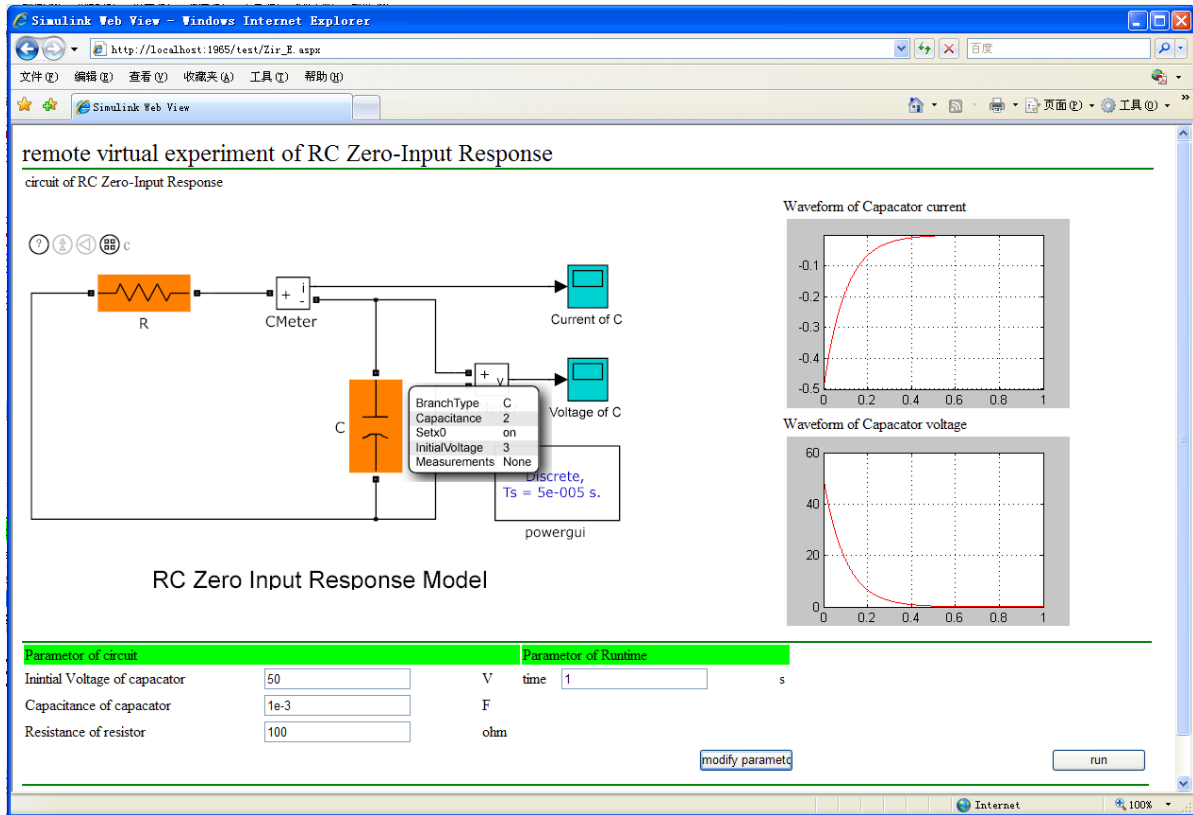 Simulink Web View - Windows Internet Explorer
http://localhost:1965/test/Zir_E.aspx
百度
文件(F) 编辑(E) 查看(V) 收藏夹(A) 工具(T) 帮助(H)
Simulink Web View
页面(P) 工具(O)
remote virtual experiment of RC Zero-Input Response
circuit of RC Zero-Input Response
? c
R
+ i -
CMeter
Current of C
C
+ v
Voltage of C
BranchType C
Capacitance 2
Setx0 on
InitialVoltage 3
Measurements None
Discrete,
Ts = 5e-005 s.
powergui
RC Zero Input Response Model
Waveform of Capacator current
-0.1
-0.2
-0.3
-0.4
-0.5
0 0.2 0.4 0.6 0.8 1
Waveform of Capacator voltage
60
40
20
0
0 0.2 0.4 0.6 0.8 1
Parametor of circuit Parametor of Runtime
Inintial Voltage of capacator 50 V time 1 s
Capacitance of capacator 1e-3 F
Resistance of resistor 100 ohm
modify parameto run
Internet 100%